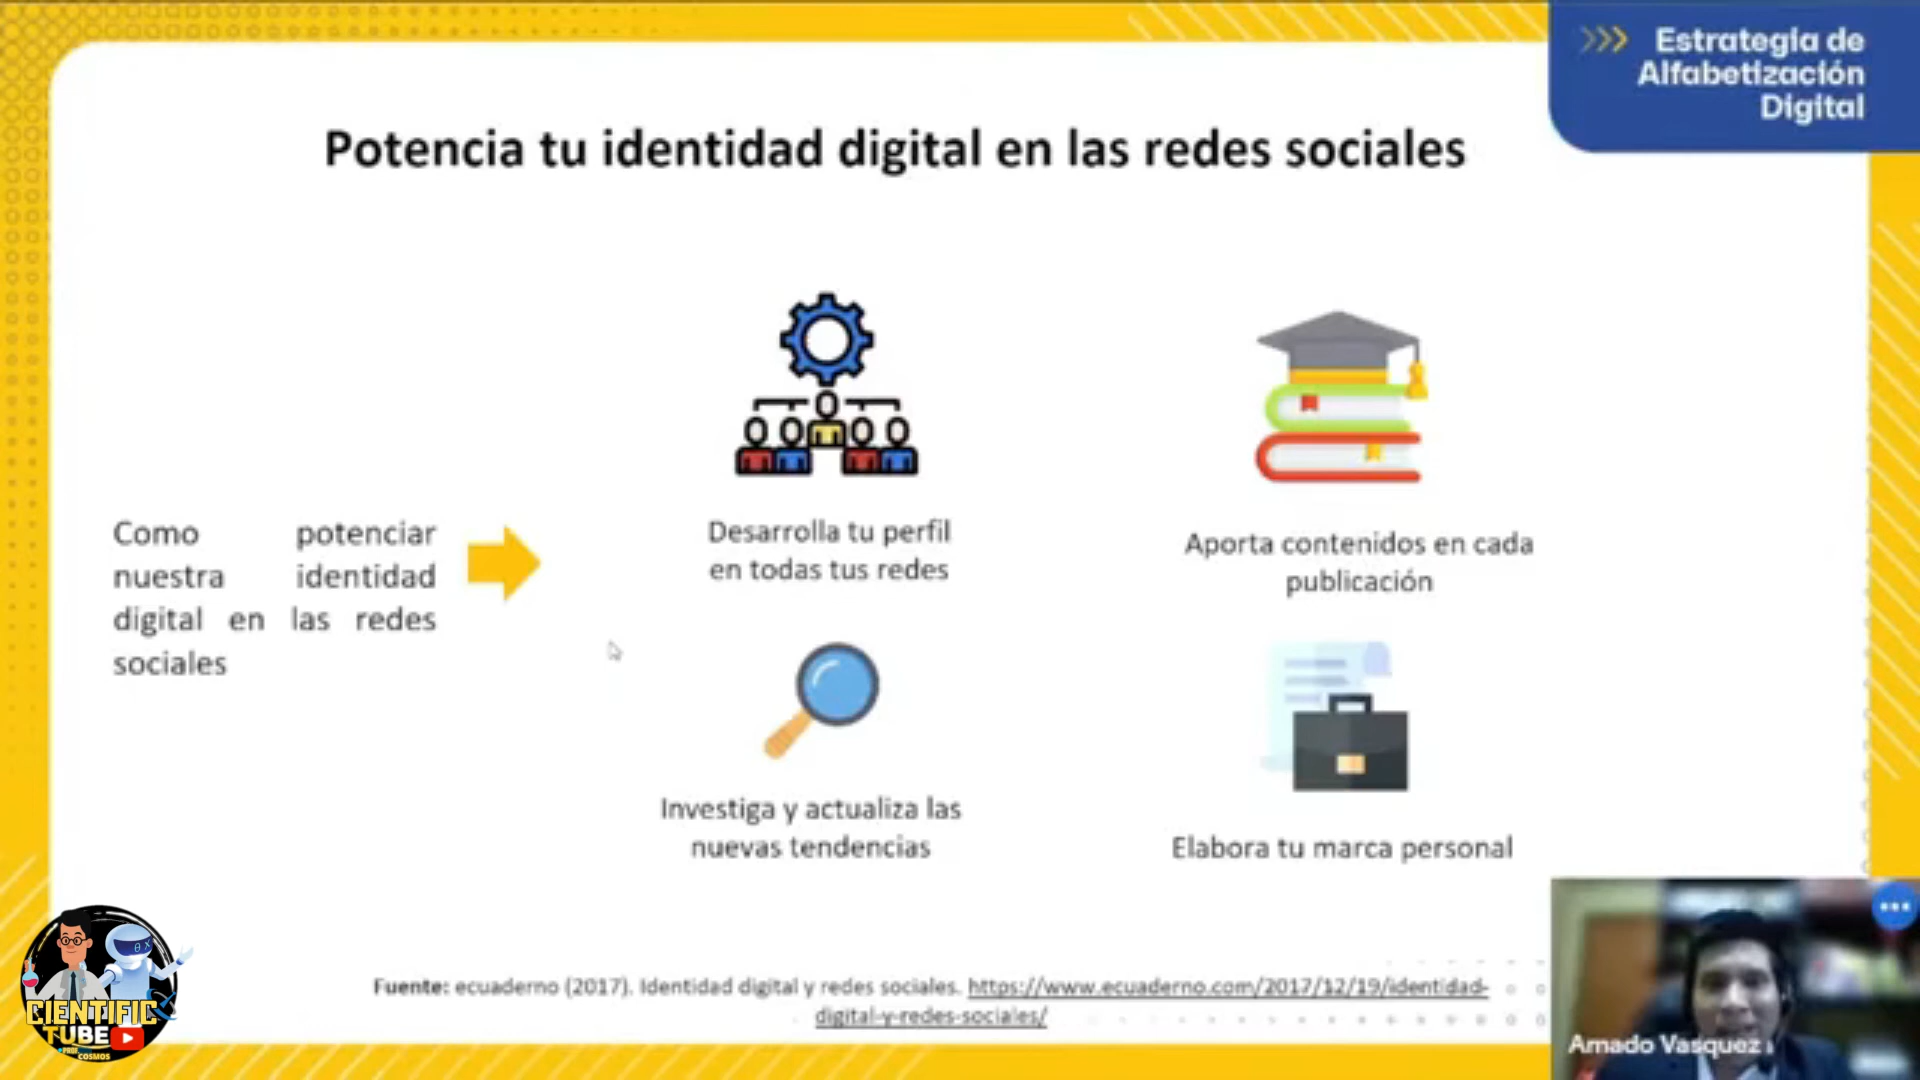 >>> Estrategia de
Alfabetización
Digital
Potencia tu identidad digital en las redes sociales
Como potenciar
nuestra identidad
digital en las redes
sociales
Desarrolla tu perfil
en todas tus redes
Aporta contenidos en cada
publicación
Investiga y actualiza las
nuevas tendencias
Elabora tu marca personal
Fuente: ecuaderno (2017). Identidad digital y redes sociales. https://www.ecuaderno.com/2017/12/19/identidad-
digital-y-redes-sociales/
CIENTIFIC
TUBE
PROF COSMOS
Amado Vasquez